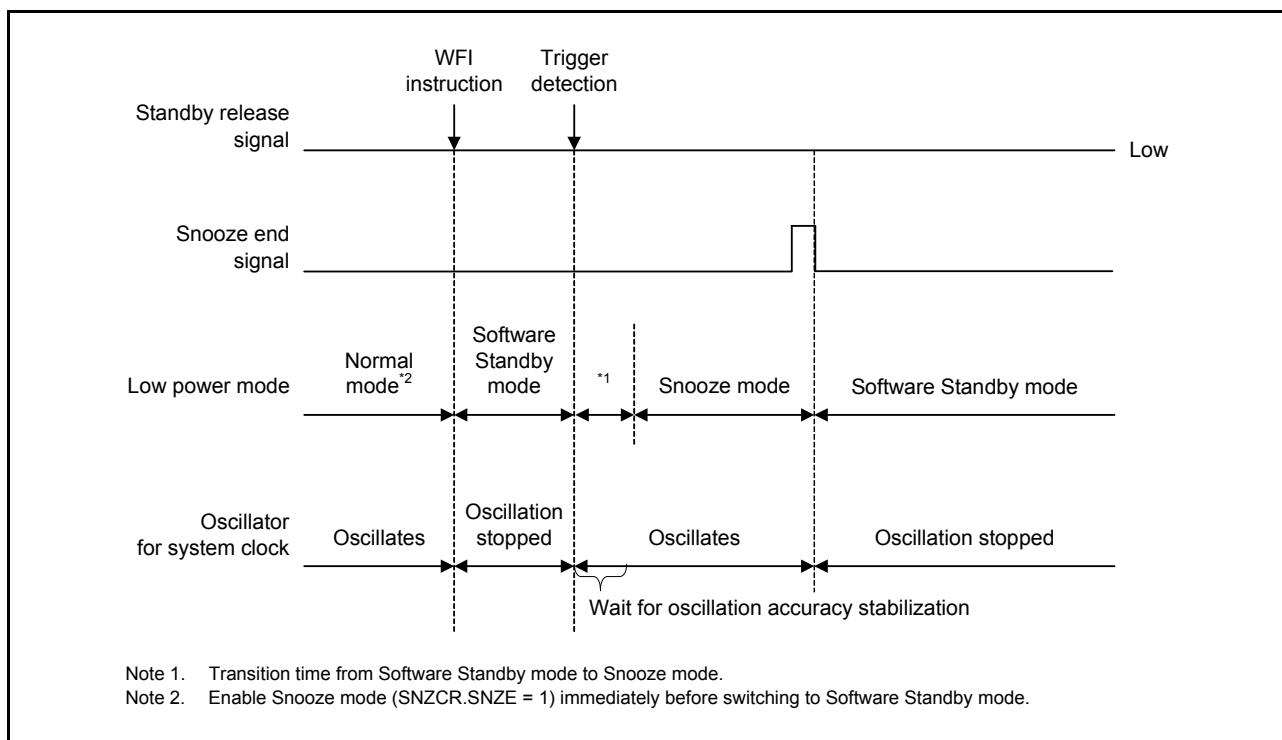 WFI
instruction
Trigger
detection
Standby release
signal
Low
Snooze end
signal
Low power mode
Normal
mode*2
Software
Standby
mode
*1
Snooze mode
Software Standby mode
Oscillator
for system clock
Oscillates
Oscillation
stopped
Oscillates
Oscillation stopped
Wait for oscillation accuracy stabilization
Note 1. Transition time from Software Standby mode to Snooze mode.
Note 2. Enable Snooze mode (SNZCR.SNZE = 1) immediately before switching to Software Standby mode.